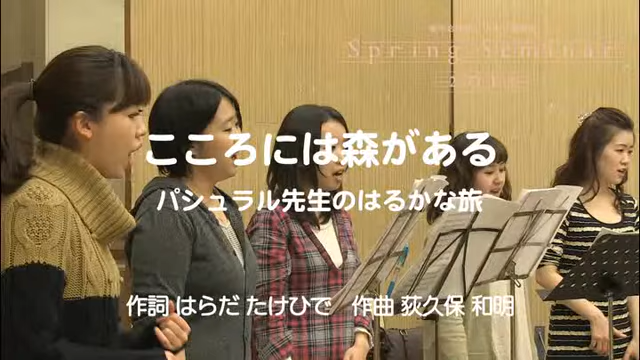 Spring Seminar
こころには森がある
パシュラル先生のはるかな旅
作詞 はらだ たけひで　作曲 荻久保 和明